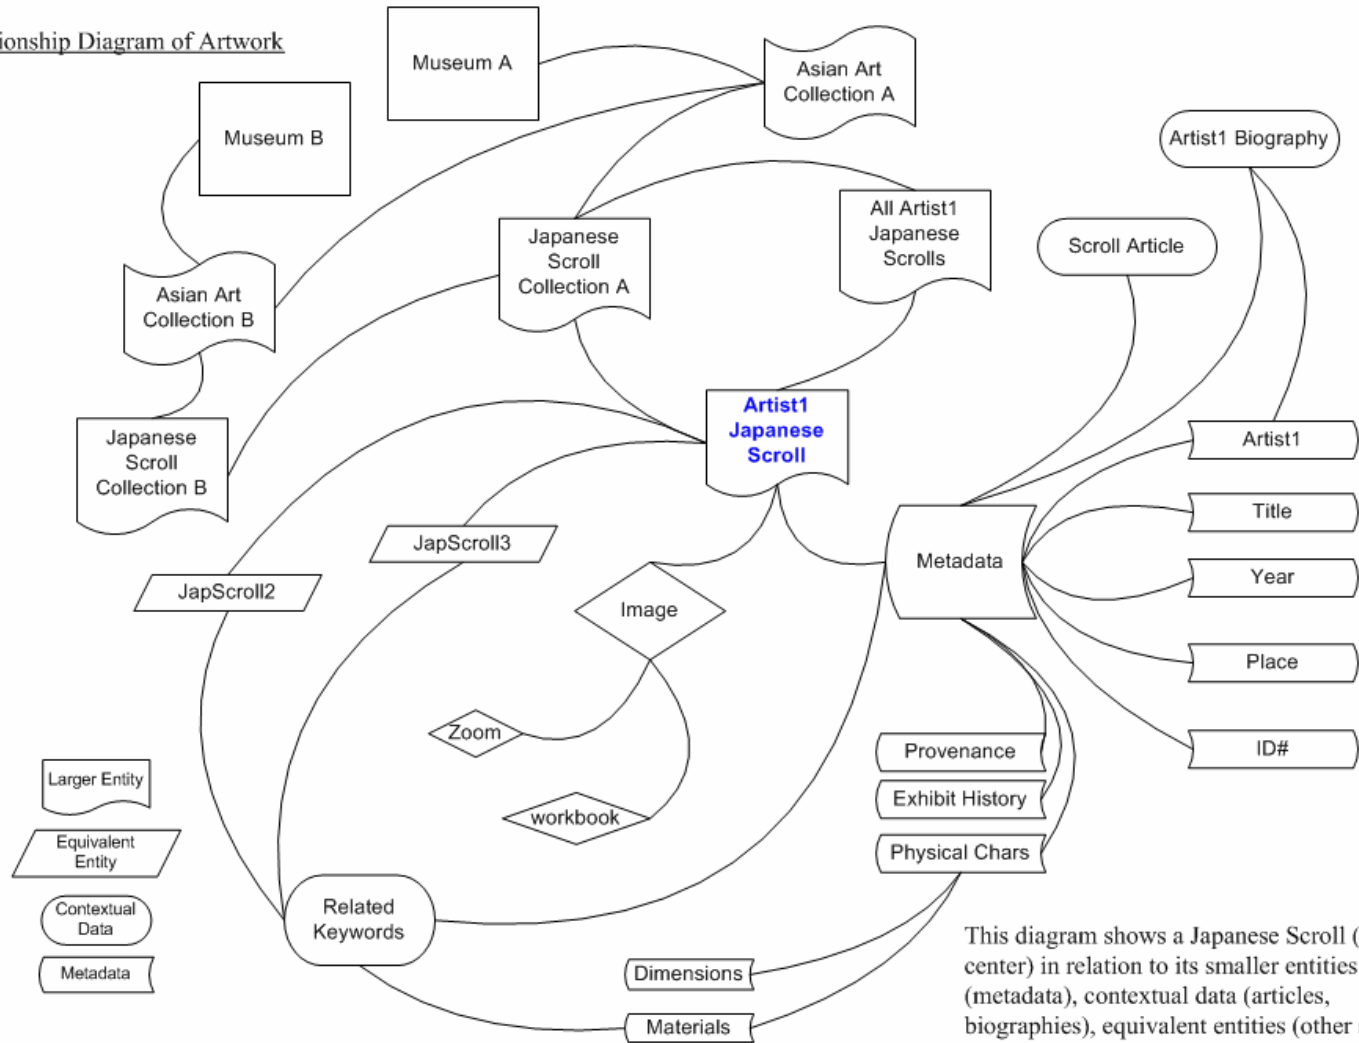 ionship Diagram of Artwork
Museum A
Asian Art
Collection A
Museum B
Artist1 Biography
All Artist1
Japanese
Scrolls
Japanese
Scroll
Collection A
Scroll Article
Asian Art
Collection B
Artist1
Japanese
Scroll
Artist1
Japanese
Scroll
Collection B
Title
JapScroll3
Metadata
Year
JapScroll2
Image
Place
Zoom
Provenance
ID#
Larger Entity
Exhibit History
workbook
Physical Chars
Equivalent
Entity
Contextual
Data
Related
Keywords
Metadata
Dimensions
Materials
This diagram shows a Japanese Scroll (
center) in relation to its smaller entities
(metadata), contextual data (articles,
biographies), equivalent entities (other